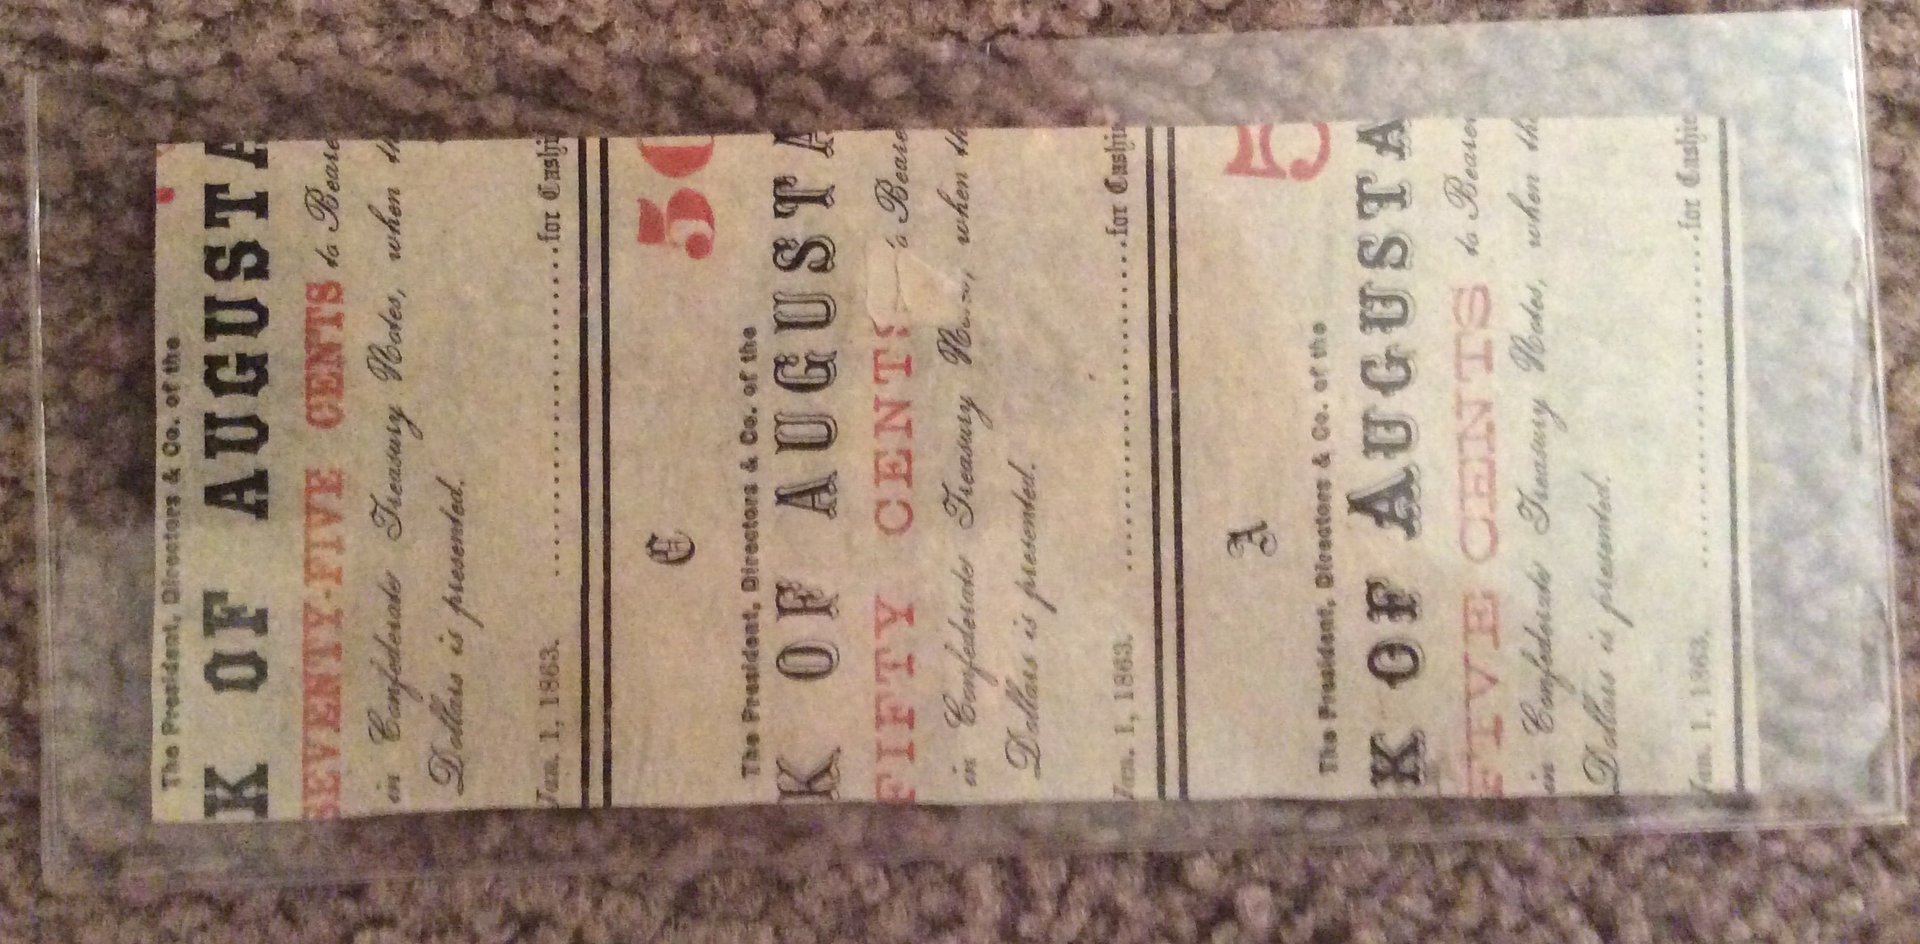 The President, Directors & Co. of the
K OF AUGUSTA
SEVENTY-FIVE CENTS to Beare
in Confederate Treasury Notes, when th
Dollars is presented.
Jan. 1, 1863. for Cashi
50
C
The President, Directors & Co. of the
K OF AUGUSTA
FIFTY CENTS o Beare
in Confederate Treasury Notes, when th
Dollars is presented.
Jan. 1, 1863. for Cashi
5
A
The President, Directors & Co. of the
K OF AUGUSTA
FIVE CENTS to Bearer
in Confederate Treasury Notes, when th
Dollars is presented.
Jan. 1, 1863. for Cashie